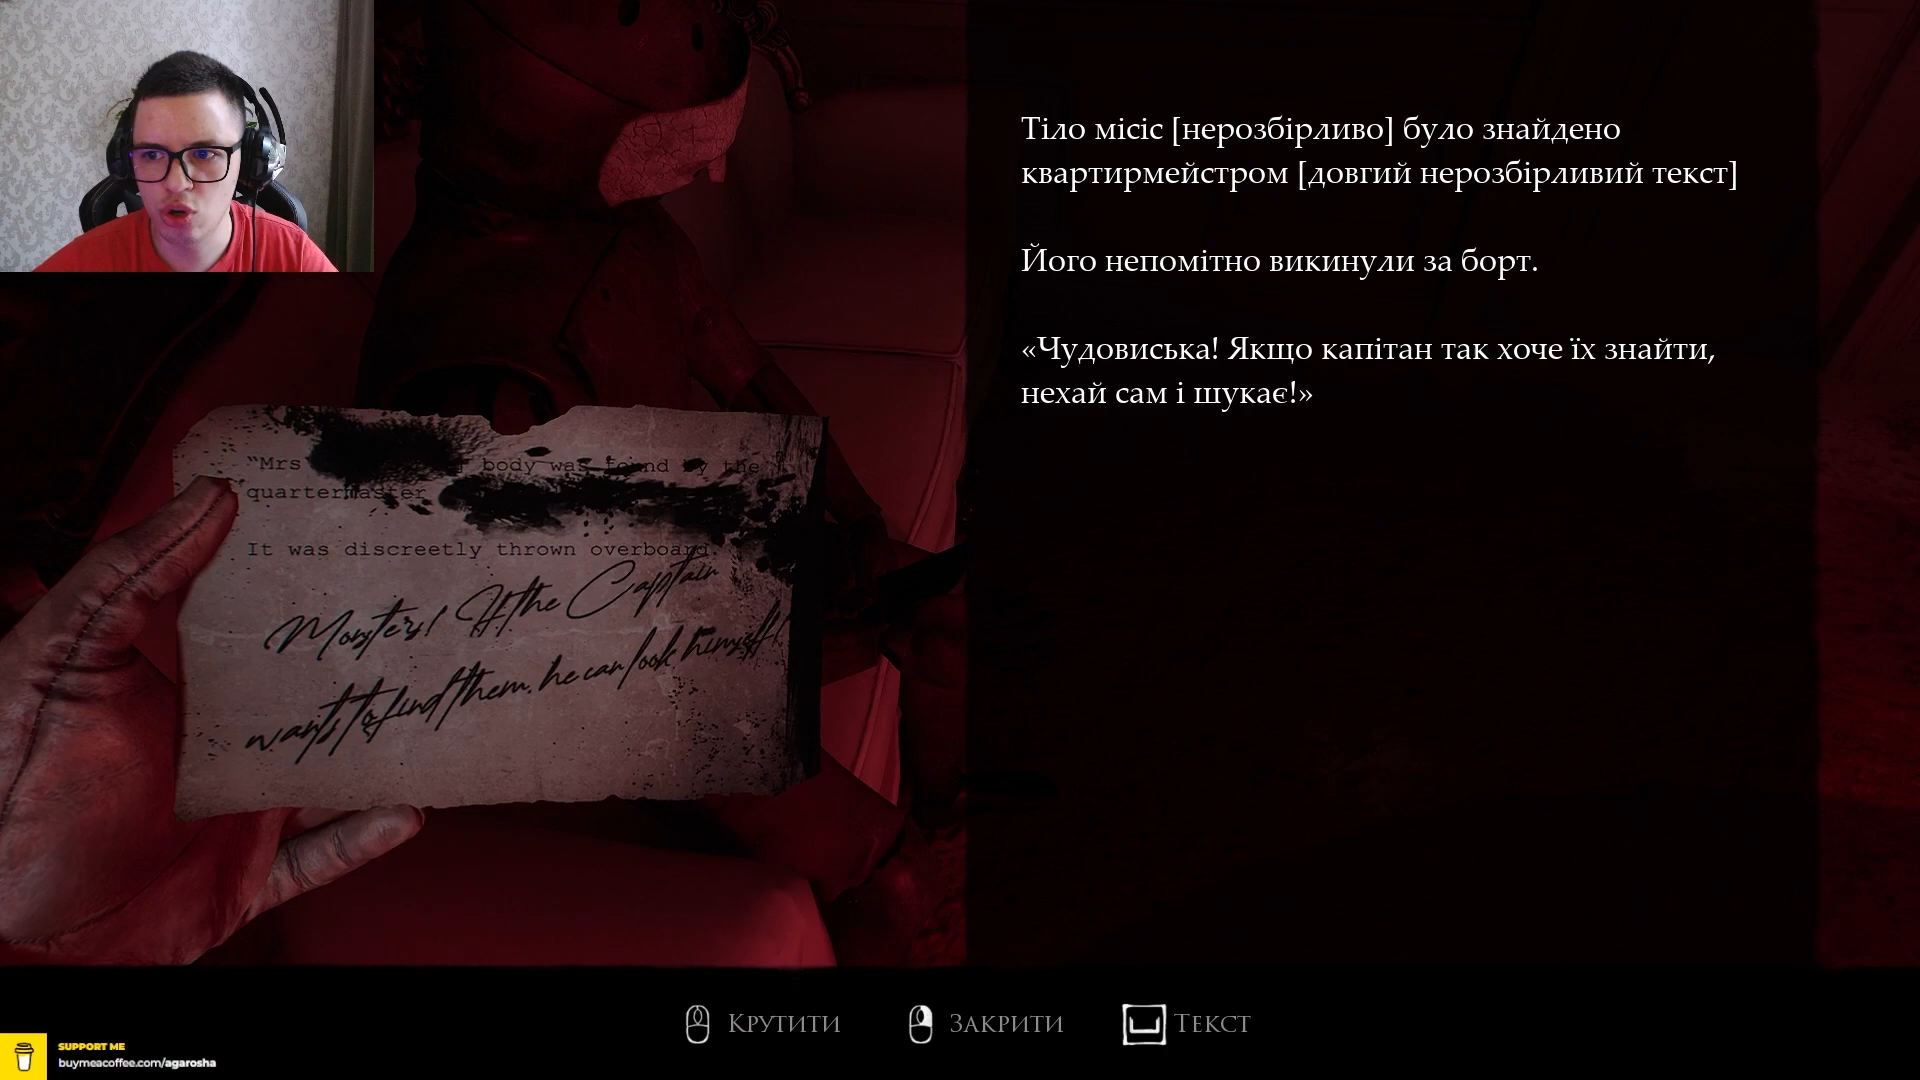 Тіло місіс [нерозбірливо] було знайдено
квартирмейстром [довгий нерозбірливий текст]
Його непомітно викинули за борт.
«Чудовиська! Якщо капітан так хоче їх знайти,
нехай сам і шукає!»
"Mrs body was found by the
quartermaster
It was discreetly thrown overboard.
Monsters! If the Captain
wants to find them, he can look himself!
Крутити
Закрити
Текст
SUPPORT ME
buymeacoffee.com/agarosha